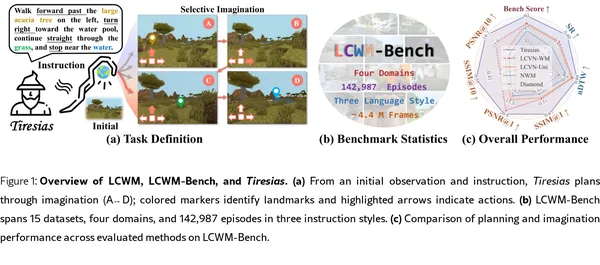 Walk forward past the large
acacia tree on the left, turn
right toward the water pool,
continue straight through the
grass, and stop near the water.
Instruction
Tiresias
Initial
Selective Imagination
A
B
C
D
(a) Task Definition
LCWM-Bench
Four Domains
142,987 Episodes
Three Language Style
~4.4 M Frames
(b) Benchmark Statistics
Bench Score ↑
SR ↑
nDTW ↑
SSIM@1 ↑
PSNR@1 ↑
SSIM@10 ↑
PSNR@10 ↑
Tiresias
LCVN-WM
LCVN-Uni
NWM
Diamond
(c) Overall Performance
Figure 1: Overview of LCWM, LCWM-Bench, and Tiresias. (a) From an initial observation and instruction, Tiresias plans
through imagination (A→D); colored markers identify landmarks and highlighted arrows indicate actions. (b) LCWM-Bench
spans 15 datasets, four domains, and 142,987 episodes in three instruction styles. (c) Comparison of planning and imagination
performance across evaluated methods on LCWM-Bench.